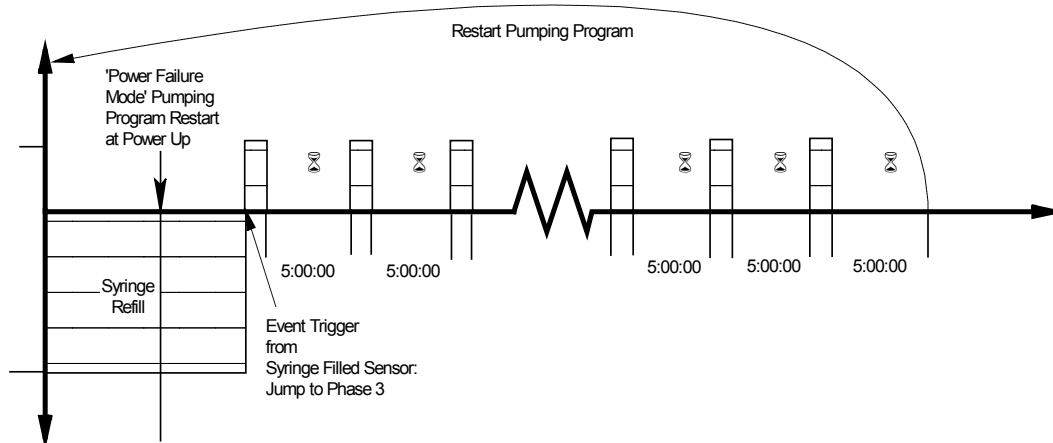 Restart Pumping Program
'Power Failure
Mode' Pumping
Program Restart
at Power Up
5:00:00
5:00:00
5:00:00
5:00:00
5:00:00
Syringe
Refill
Event Trigger
from
Syringe Filled Sensor:
Jump to Phase 3